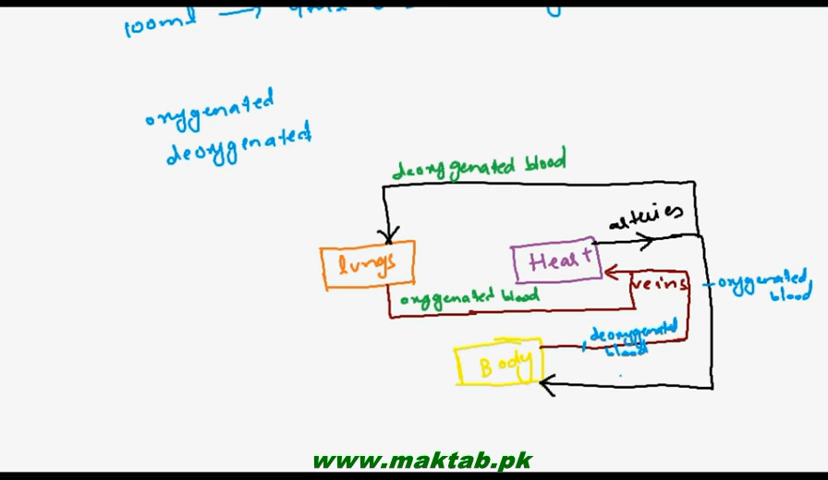 100ml →
oxygenated
deoxygenated
deoxygenated blood
arteries
lungs
Heart
oxygenated blood
veins
oxygenated
blood
deoxygenated
blood
Body
www.maktab.pk